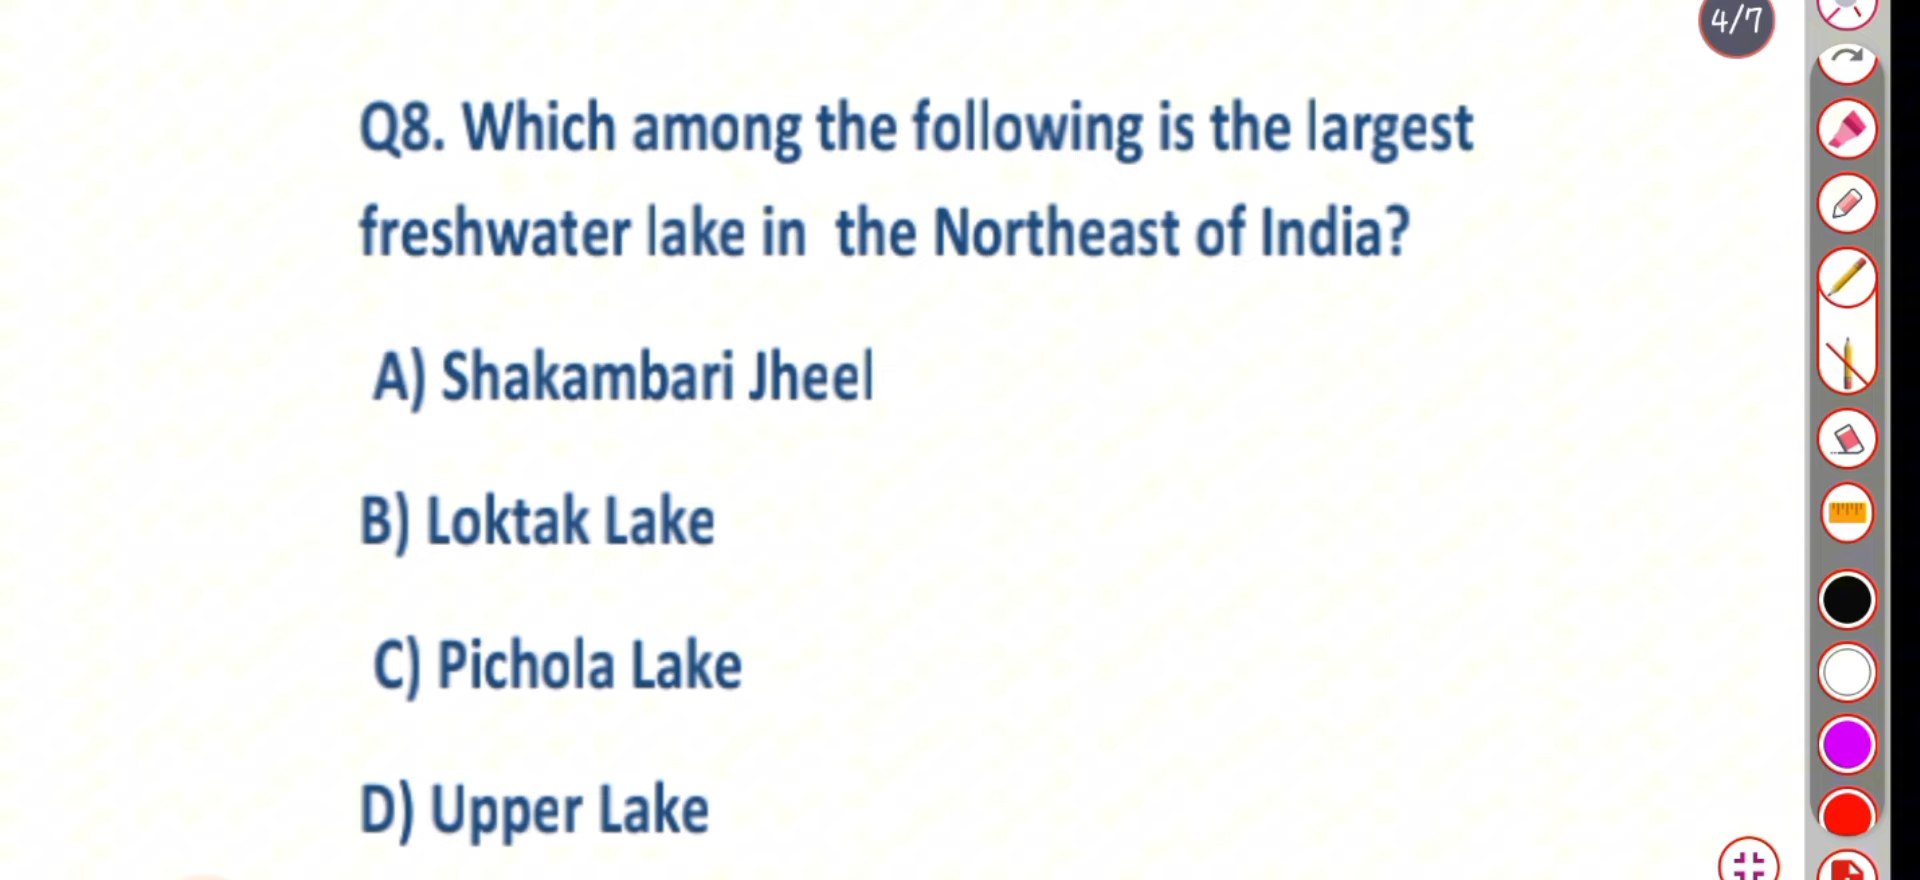 4/7
Q8. Which among the following is the largest
freshwater lake in the Northeast of India?
A) Shakambari Jheel
B) Loktak Lake
C) Pichola Lake
D) Upper Lake